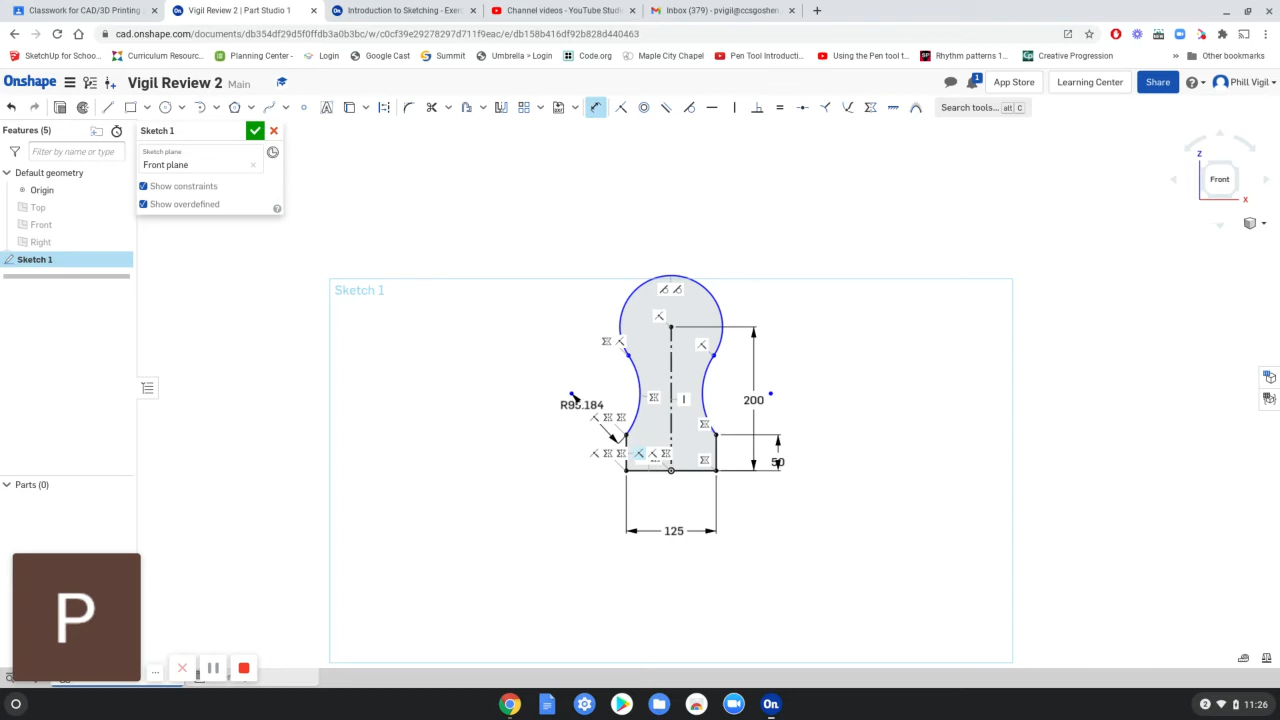 Classwork for CAD/3D Printing
Vigil Review 2 | Part Studio 1
Introduction to Sketching - Exer
Channel videos - YouTube Studi
Inbox (379) - pvigil@ccsgoshen
cad.onshape.com/documents/db354df29d5f0ffdb3a0b3bc/w/c0cf39e29278297d711f9eac/e/db158b416df92b828d440463
SketchUp for Schoo...
Curriculum Resourc...
Planning Center
Login
Google Cast
Summit
Umbrella > Login
Code.org
Maple City Chapel
Pen Tool Introducti...
Using the Pen tool t...
Rhythm patterns 1...
Creative Progression
Other bookmarks
Onshape
Vigil Review 2 Main
App Store
Learning Center
Share
Phill Vigil
Search tools... alt C
Features (5)
Filter by name or type
Default geometry
Origin
Top
Front
Right
Sketch 1
Parts (0)
Sketch 1
Sketch plane
Front plane
Show constraints
Show overdefined
Z
Front
X
Sketch 1
R95.184
200
50
125
P
On
2
11:26